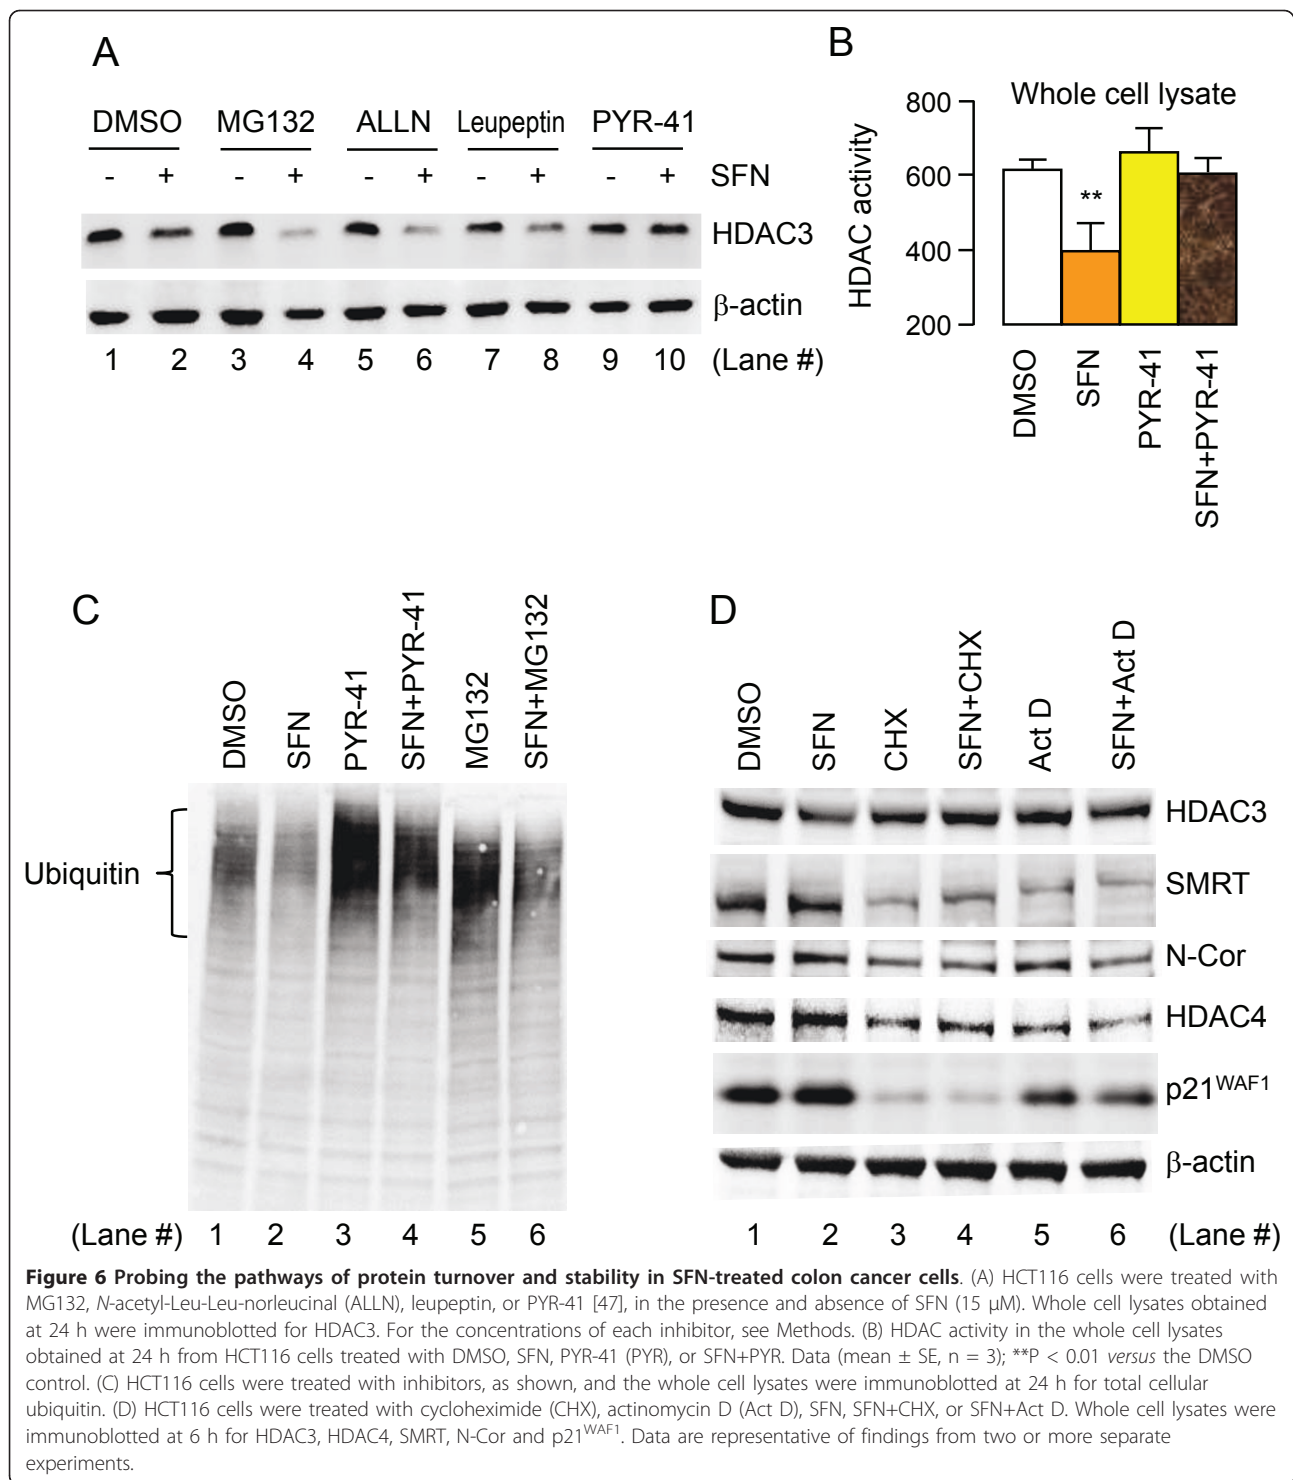 A
DMSO MG132 ALLN Leupeptin PYR-41
- + - + - + - + - + SFN
HDAC3
β-actin
1 2 3 4 5 6 7 8 9 10 (Lane #)
B
Whole cell lysate
HDAC activity
800
600
400
200
**
DMSO
SFN
PYR-41
SFN+PYR-41
C
DMSO
SFN
PYR-41
SFN+PYR-41
MG132
SFN+MG132
Ubiquitin
(Lane #) 1 2 3 4 5 6
D
DMSO
SFN
CHX
SFN+CHX
Act D
SFN+Act D
HDAC3
SMRT
N-Cor
HDAC4
p21WAF1
β-actin
1 2 3 4 5 6 (Lane #)
Figure 6 Probing the pathways of protein turnover and stability in SFN-treated colon cancer cells. (A) HCT116 cells were treated with
MG132, N-acetyl-Leu-Leu-norleucinal (ALLN), leupeptin, or PYR-41 [47], in the presence and absence of SFN (15 μM). Whole cell lysates obtained
at 24 h were immunoblotted for HDAC3. For the concentrations of each inhibitor, see Methods. (B) HDAC activity in the whole cell lysates
obtained at 24 h from HCT116 cells treated with DMSO, SFN, PYR-41 (PYR), or SFN+PYR. Data (mean ± SE, n = 3); **P < 0.01 versus the DMSO
control. (C) HCT116 cells were treated with inhibitors, as shown, and the whole cell lysates were immunoblotted at 24 h for total cellular
ubiquitin. (D) HCT116 cells were treated with cycloheximide (CHX), actinomycin D (Act D), SFN, SFN+CHX, or SFN+Act D. Whole cell lysates were
immunoblotted at 6 h for HDAC3, HDAC4, SMRT, N-Cor and p21WAF1. Data are representative of findings from two or more separate
experiments.